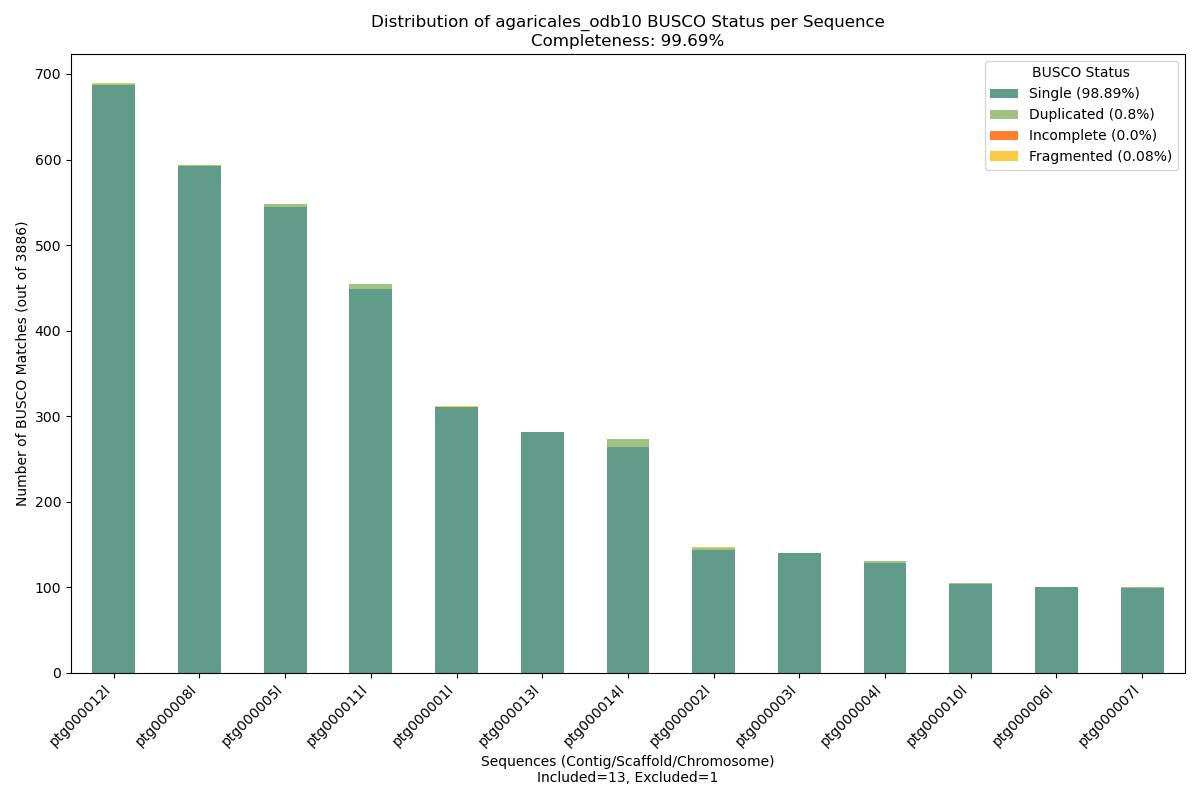 Distribution of agaricales_odb10 BUSCO Status per Sequence
Completeness: 99.69%
BUSCO Status
Single (98.89%)
Duplicated (0.8%)
Incomplete (0.0%)
Fragmented (0.08%)
Number of BUSCO Matches (out of 3886)
700
600
500
400
300
200
100
0
ptg000012l
ptg000008l
ptg000005l
ptg000011l
ptg000001l
ptg000013l
ptg000014l
ptg000002l
ptg000003l
ptg000004l
ptg000010l
ptg000006l
ptg000007l
Sequences (Contig/Scaffold/Chromosome)
Included=13, Excluded=1